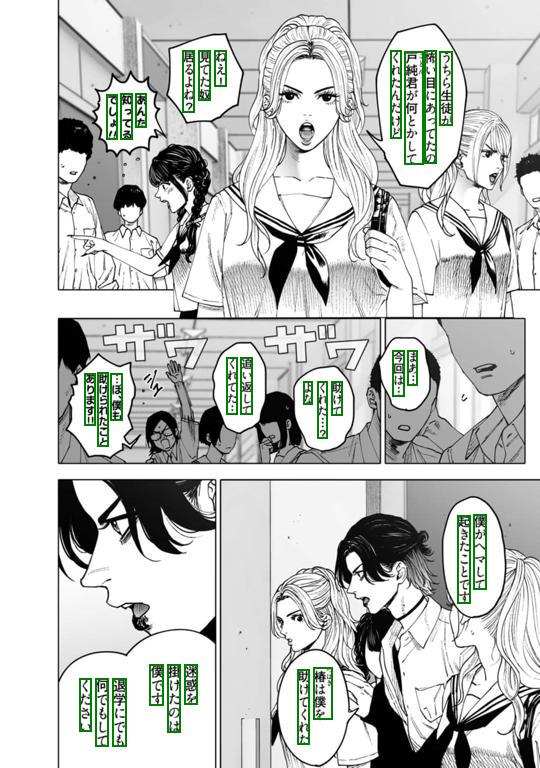 うちら生徒が
怖い目にあってたの
戸純君が何とかして
くれたんだけど
ねぇ!
見てた奴
居るよね?
あんた
知ってる
でしょ!!
まぁ…
今回は…
助けて
くれた…?
よな
追い返して
くれてた…
…ぼ、僕も
助けられたこと
あります!!
ザワ
ザワ
僕がヘマして
起きたことです
椿は僕を
助けてくれた
迷惑を
掛けたのは
僕です
退学にでも
何でもして
ください